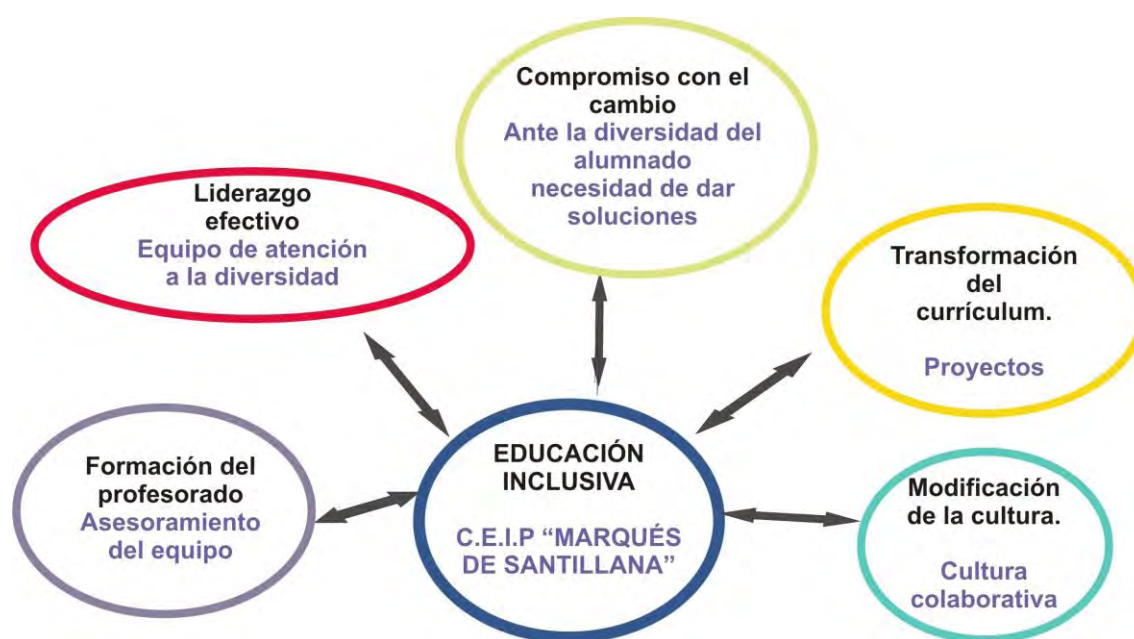 Compromiso con el
cambio
Ante la diversidad del
alumnado
necesidad de dar
soluciones
Liderazgo
efectivo
Equipo de atención
a la diversidad
Transformación
del
currículum.
Proyectos
Formación del
profesorado
Asesoramiento
del equipo
EDUCACIÓN
INCLUSIVA
C.E.I.P “MARQUÉS
DE SANTILLANA”
Modificación
de la cultura.
Cultura
colaborativa